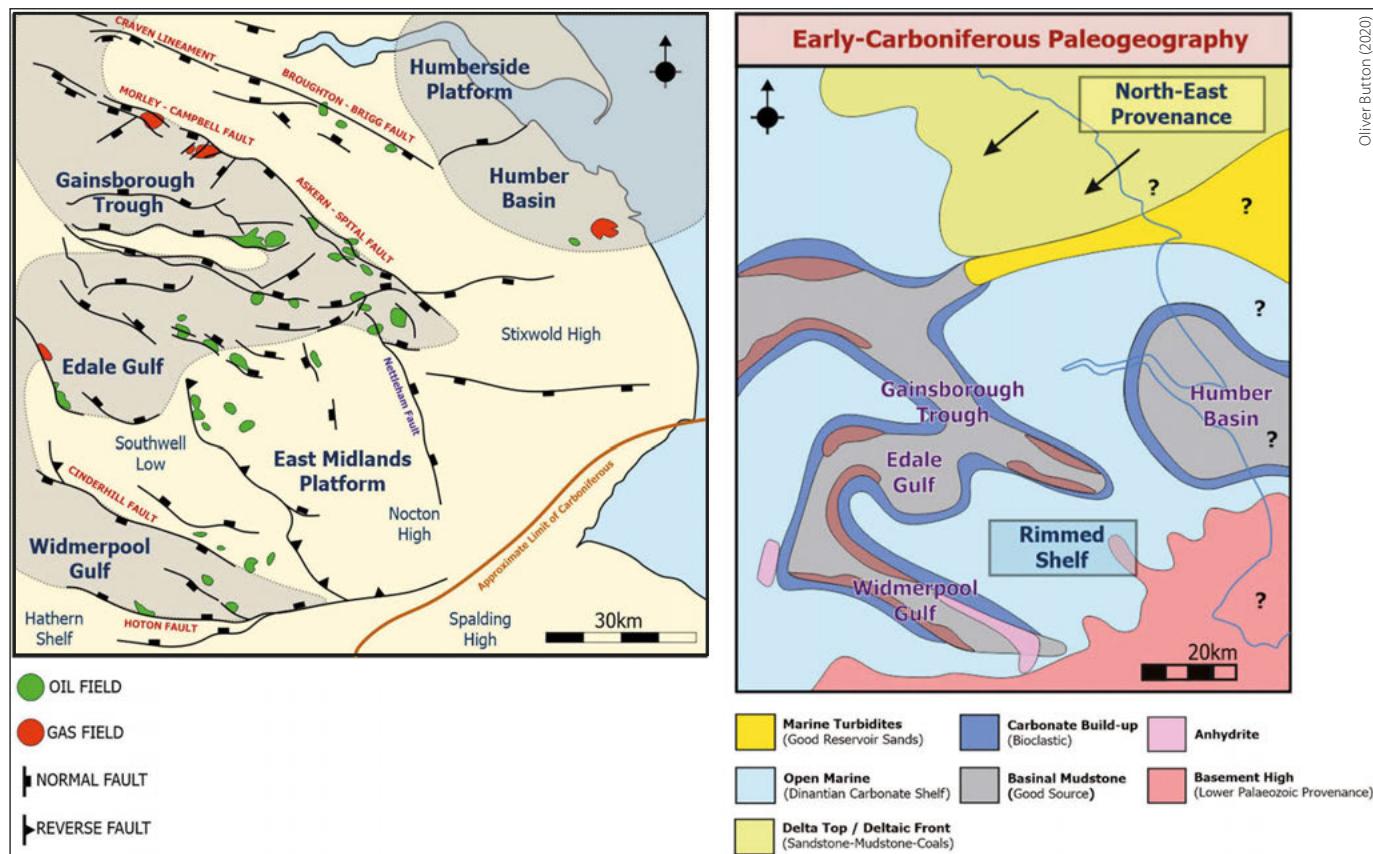 CRAVEN LINEAMENT
BROUGHTON - BRIGG FAULT
Humberside
Platform
MORLEY - CAMPBELL FAULT
Gainsborough
Trough
Humber
Basin
ASKERN - SPITAL FAULT
Stixwold High
Edale Gulf
Nettleham Fault
Southwell
Low
East Midlands
Platform
CINDERHILL FAULT
Nocton
High
Approximate Limit of Carboniferous
Widmerpool
Gulf
Hathern
Shelf
HOTON FAULT
Spalding
High
30km
OIL FIELD
GAS FIELD
NORMAL FAULT
REVERSE FAULT
Early-Carboniferous Paleogeography
North-East
Provenance
?
?
?
Gainsborough
Trough
Humber
Basin
?
Edale
Gulf
Rimmed
Shelf
Widmerpool
Gulf
?
20km
Marine Turbidites
(Good Reservoir Sands)
Carbonate Build-up
(Bioclastic)
Anhydrite
Open Marine
(Dinantian Carbonate Shelf)
Basinal Mudstone
(Good Source)
Basement High
(Lower Palaeozoic Provenance)
Delta Top / Deltaic Front
(Sandstone-Mudstone-Coals)
Oliver Button (2020)